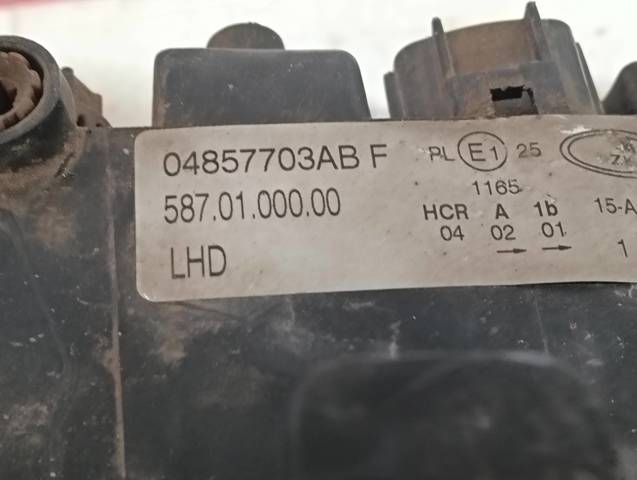 04857703AB F PL E1 25
587.01.000.00 1165
HCR A 1b 15-A
LHD 04 02 01 1